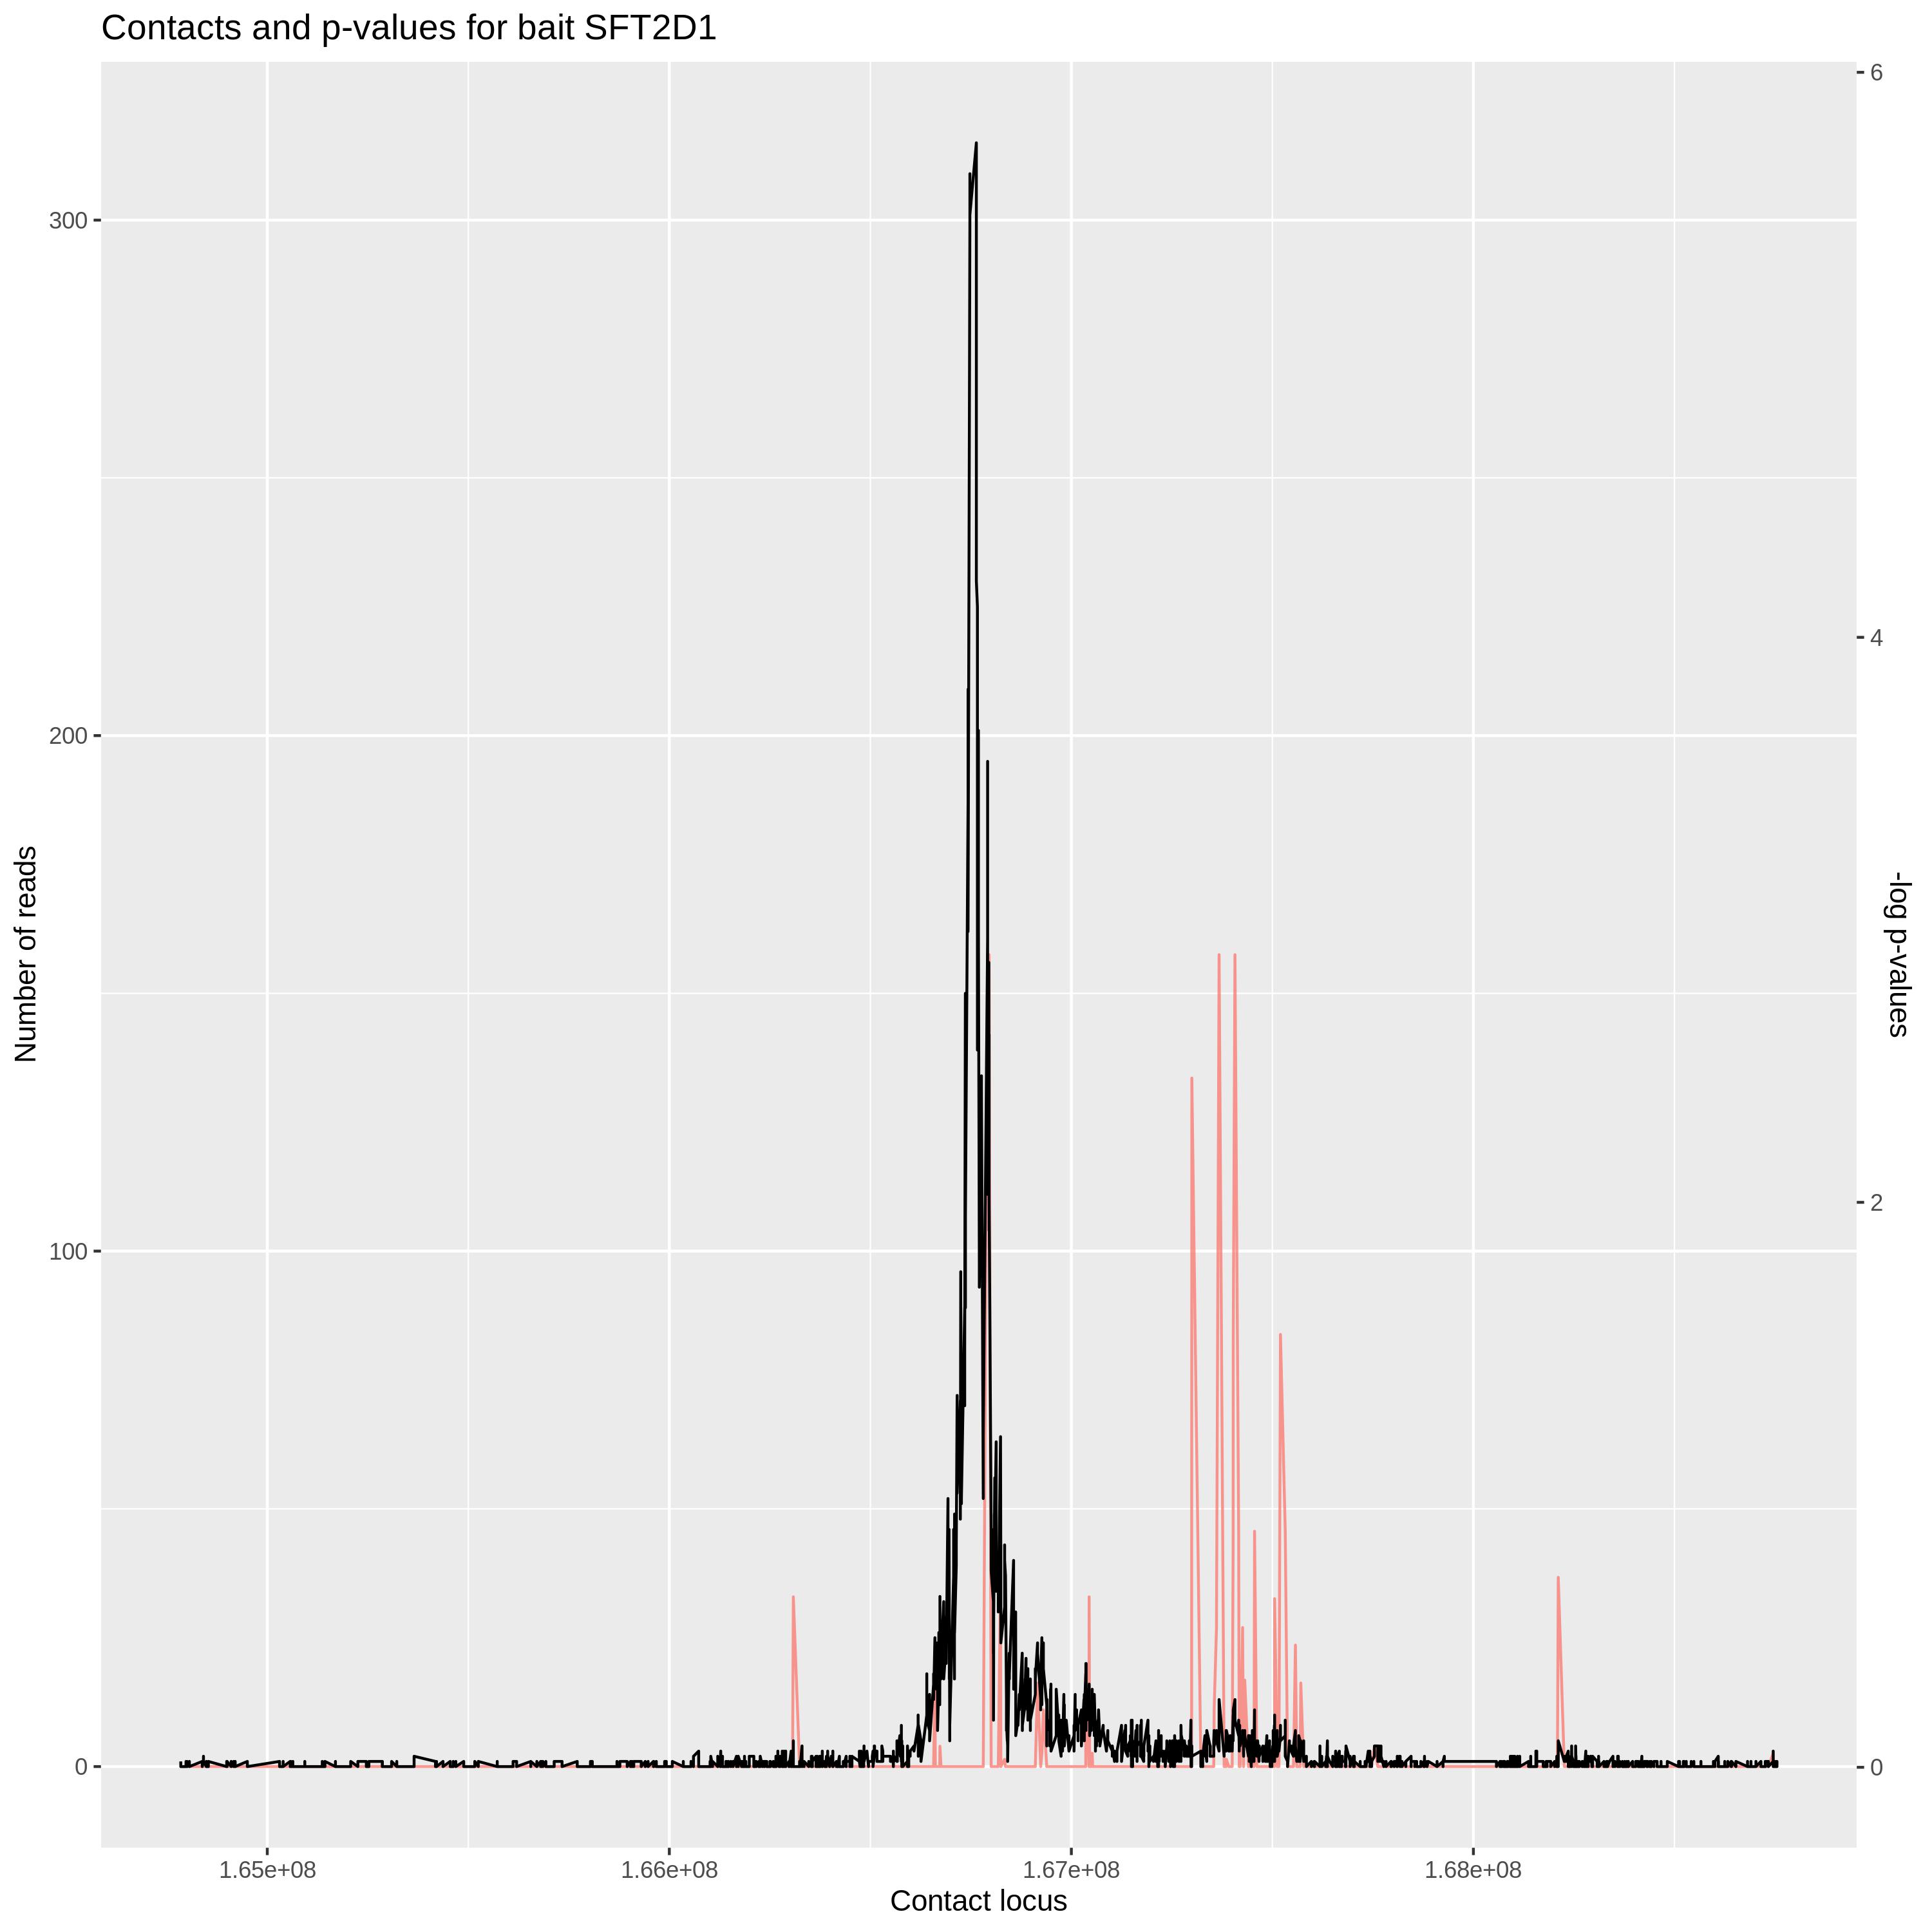 Contacts and p-values for bait SFT2D1
6
300
4
200
Number of reads
-log p-values
2
100
0
0
1.65e+08
1.66e+08
1.67e+08
1.68e+08
Contact locus